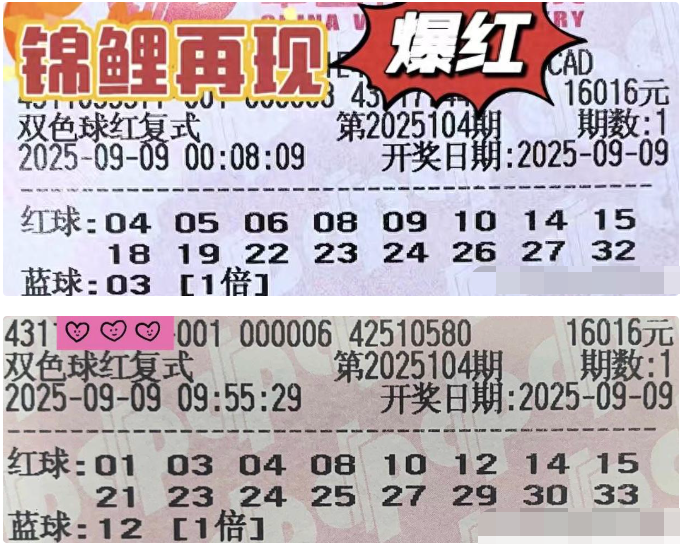 锦鲤再现
爆红
CAD
16016元
双色球红复式 第2025104期 期数:1
2025-09-09 00:08:09 开奖日期:2025-09-09
红球:04 05 06 08 09 10 14 15
18 19 22 23 24 26 27 32
蓝球:03 [1倍]
431 -001 000006 42510580 16016元
双色球红复式 第2025104期 期数:1
2025-09-09 09:55:29 开奖日期:2025-09-09
红球:01 03 04 08 10 12 14 15
21 23 24 25 27 29 30 33
蓝球:12 [1倍]